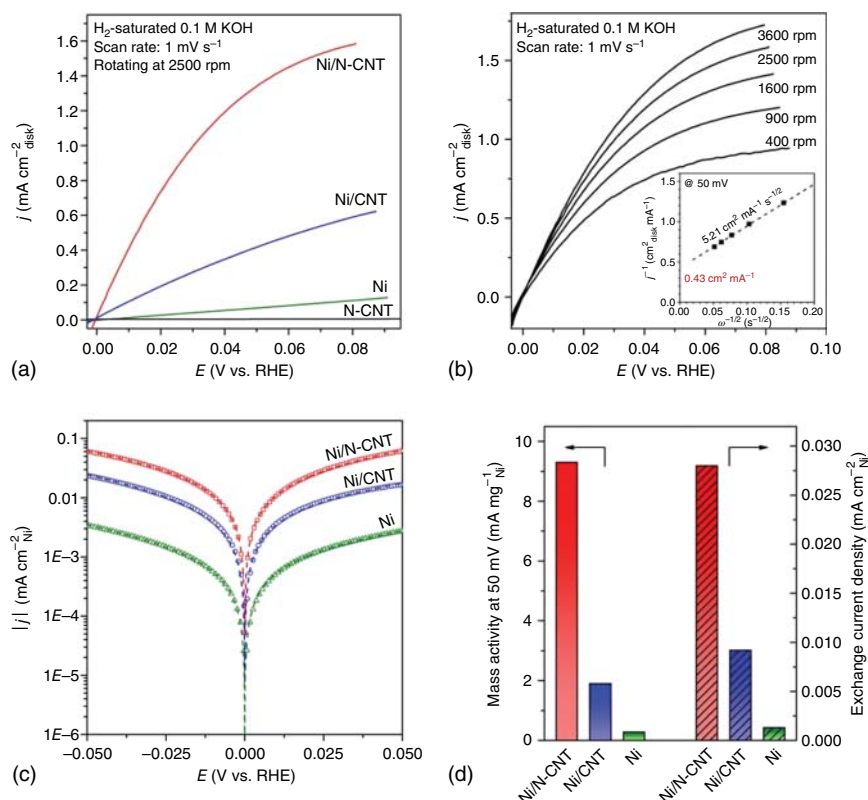 H₂-saturated 0.1 M KOH
Scan rate: 1 mV s⁻¹
Rotating at 2500 rpm
Ni/N-CNT
Ni/CNT
Ni
N-CNT
1.6
1.4
1.2
1.0
0.8
0.6
0.4
0.2
0.0
j (mA cm⁻²disk)
0.00 0.02 0.04 0.06 0.08
E (V vs. RHE)
(a)
H₂-saturated 0.1 M KOH
Scan rate: 1 mV s⁻¹
3600 rpm
2500 rpm
1600 rpm
900 rpm
400 rpm
1.5
1.0
0.5
0.0
j (mA cm⁻²disk)
0.00 0.02 0.04 0.06 0.08 0.10
E (V vs. RHE)
@ 50 mV
5.21 cm² mA⁻¹ s⁻¹/²
0.43 cm² mA⁻¹
1.5
1.0
0.5
0.0
j⁻¹ (cm²disk mA⁻¹)
0.00 0.05 0.10 0.15 0.20
ω⁻¹/² (s⁻¹/²)
(b)
Ni/N-CNT
Ni/CNT
Ni
0.1
0.01
1E−3
1E−4
1E−5
1E−6
|j| (mA cm⁻²Ni)
−0.050 −0.025 0.000 0.025 0.050
E (V vs. RHE)
(c)
10
8
6
4
2
0
Mass activity at 50 mV (mA mg⁻¹Ni)
0.030
0.025
0.020
0.015
0.010
0.005
0.000
Exchange current density (mA cm⁻²Ni)
Ni/N-CNT
Ni/CNT
Ni
Ni/N-CNT
Ni/CNT
Ni
(d)